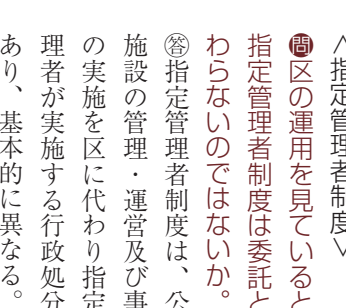 ＜指定管理者制度＞
問区の運用を見ていると
指定管理者制度は委託と
わらないのではないか。
答指定管理者制度は、公
施設の管理・運営及び事
の実施を区に代わり指定
理者が実施する行政処分
あり、基本的に異なる。